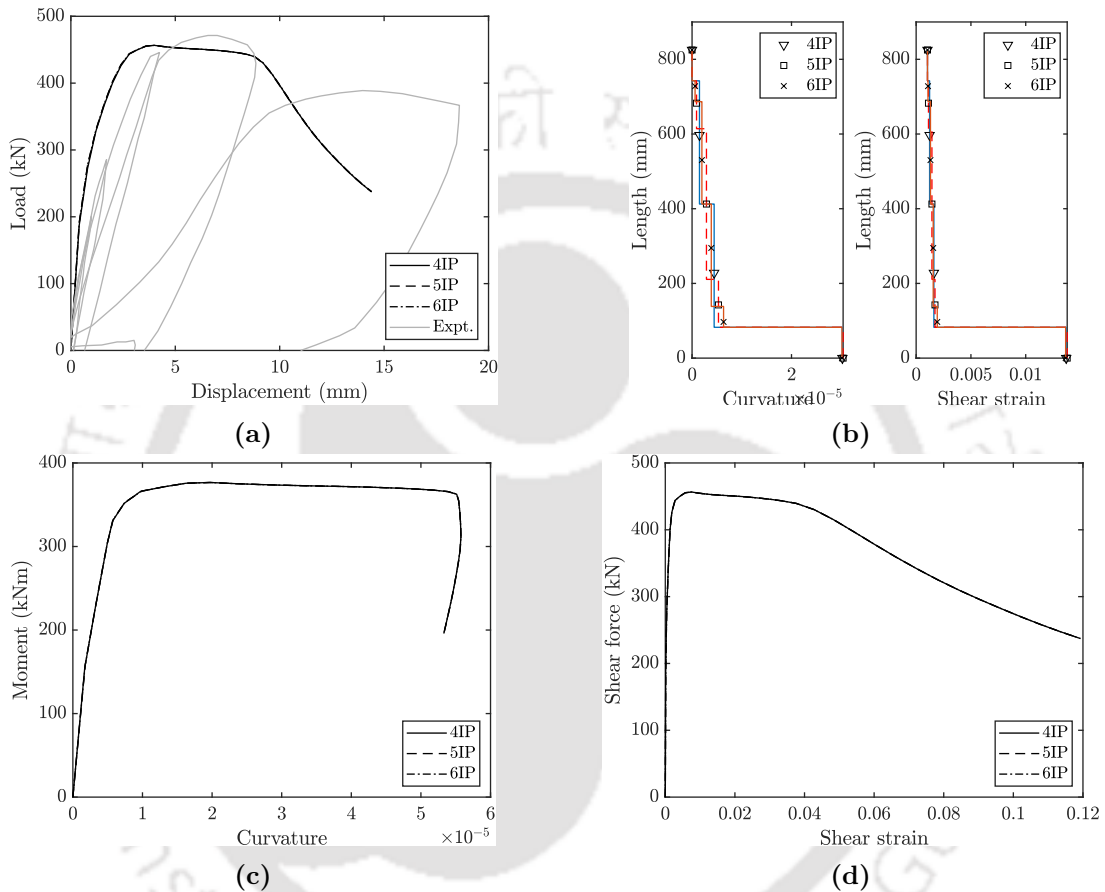 500
400
300
200
100
0
0 5 10 15 20
Load (kN)
Displacement (mm)
4IP
5IP
6IP
Expt.
(a)
800
600
400
200
0
0 2
Length (mm)
Curvature ×10⁻⁵
4IP
5IP
6IP
800
600
400
200
0
0 0.005 0.01
Length (mm)
Shear strain
4IP
5IP
6IP
(b)
400
300
200
100
0
0 1 2 3 4 5 6
Moment (kNm)
Curvature ×10⁻⁵
4IP
5IP
6IP
(c)
500
400
300
200
100
0
0 0.02 0.04 0.06 0.08 0.1 0.12
Shear force (kN)
Shear strain
4IP
5IP
6IP
(d)